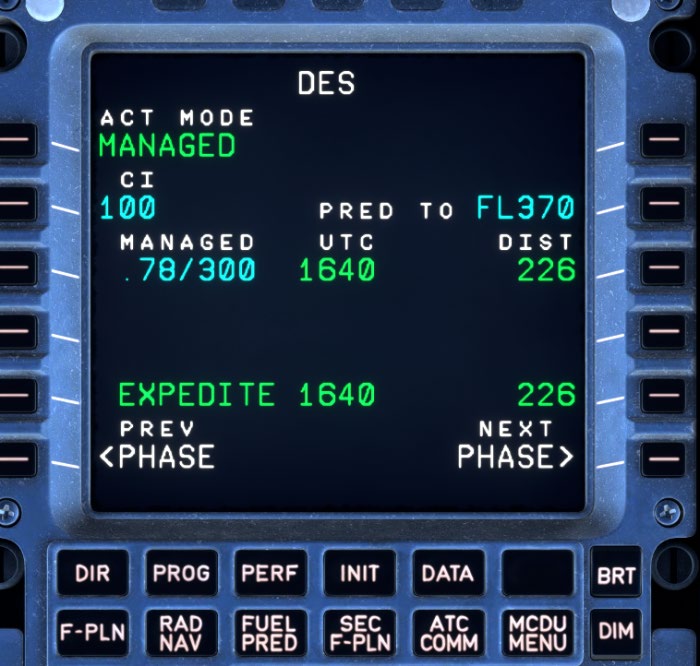 DES
ACT MODE
MANAGED
CI
100 PRED TO FL370
MANAGED UTC DIST
.78/300 1640 226
EXPEDITE 1640 226
PREV NEXT
<PHASE PHASE>
DIR PROG PERF INIT DATA BRT
F-PLN RAD NAV FUEL PRED SEC F-PLN ATC COMM MCDU MENU DIM